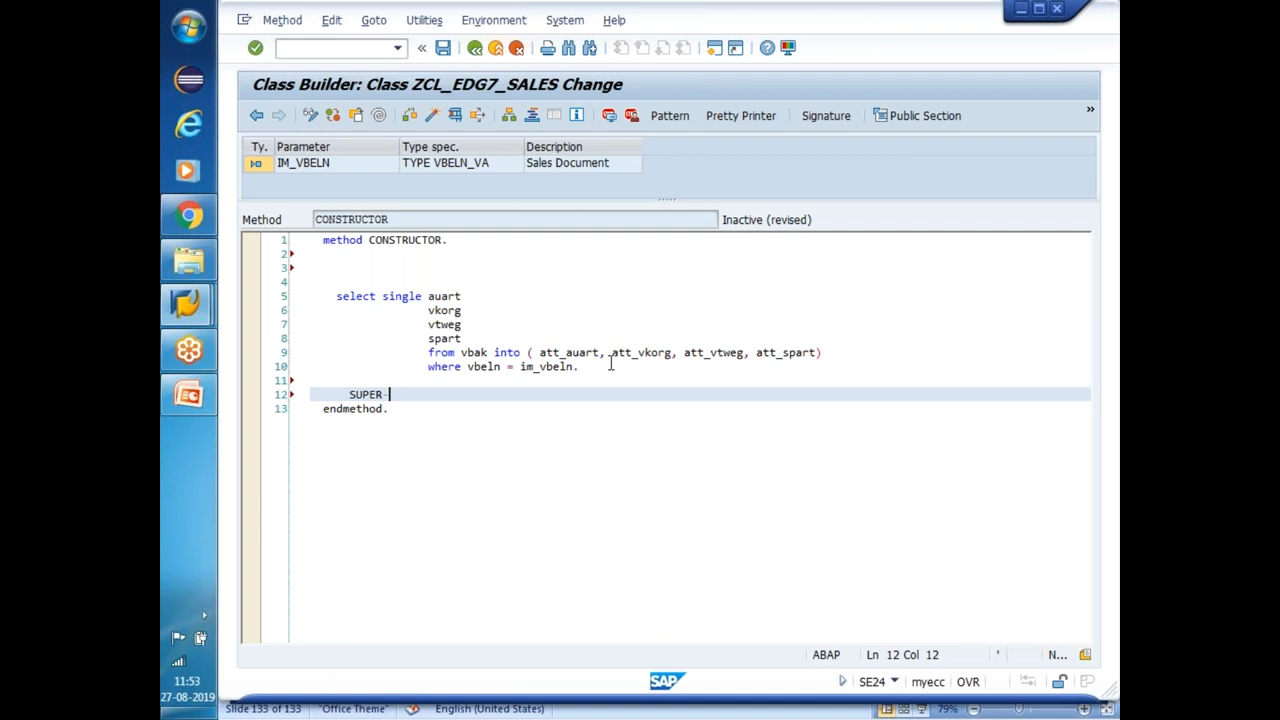 Method Edit Goto Utilities Environment System Help
Class Builder: Class ZCL_EDG7_SALES Change
Pattern Pretty Printer Signature Public Section »
Ty. Parameter Type spec. Description
IM_VBELN TYPE VBELN_VA Sales Document
Method CONSTRUCTOR Inactive (revised)
1 method CONSTRUCTOR.
2
3
4
5 select single auart
6 vkorg
7 vtweg
8 spart
9 from vbak into ( att_auart, att_vkorg, att_vtweg, att_spart)
10 where vbeln = im_vbeln.
11
12 SUPER-
13 endmethod.
ABAP Ln 12 Col 12 N...
SAP SE24 myecc OVR
11:53
27-08-2019
Slide 133 of 133 "Office Theme" English (United States) 79%